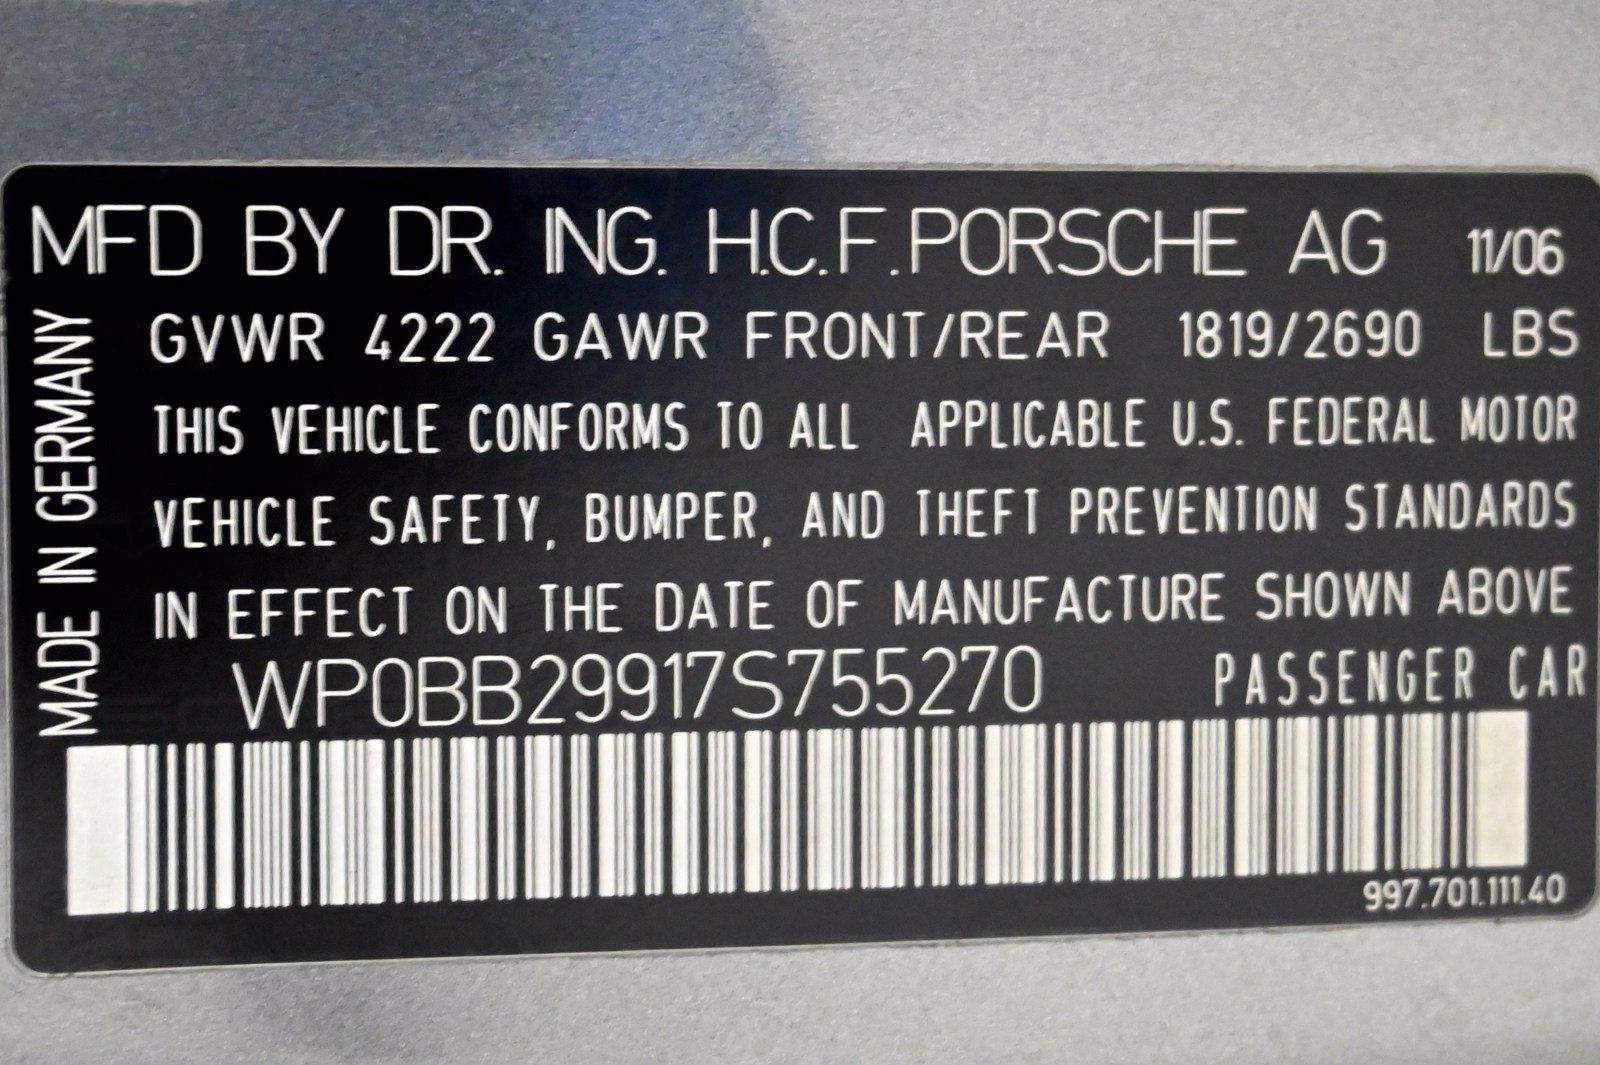 MFD BY DR. ING. H.C.F. PORSCHE AG 11/06
GVWR 4222 GAWR FRONT/REAR 1819/2690 LBS
THIS VEHICLE CONFORMS TO ALL APPLICABLE U.S. FEDERAL MOTOR
VEHICLE SAFETY, BUMPER, AND THEFT PREVENTION STANDARDS
IN EFFECT ON THE DATE OF MANUFACTURE SHOWN ABOVE
WP0BB29917S755270 PASSENGER CAR
997.701.111.40
MADE IN GERMANY